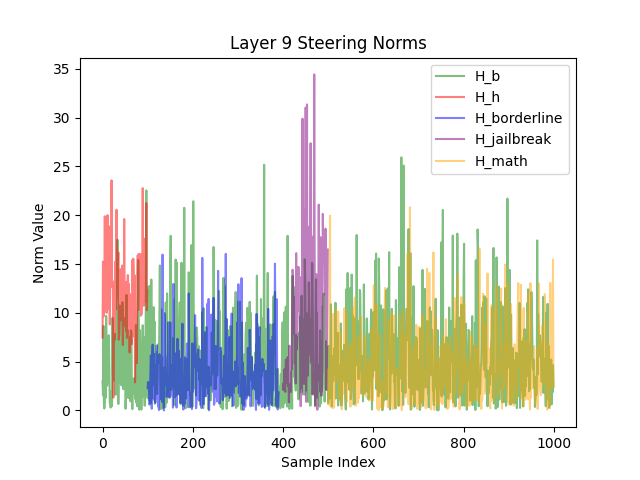 Layer 9 Steering Norms
H_b
H_h
H_borderline
H_jailbreak
H_math
Norm Value
35
30
25
20
15
10
5
0
0 200 400 600 800 1000
Sample Index